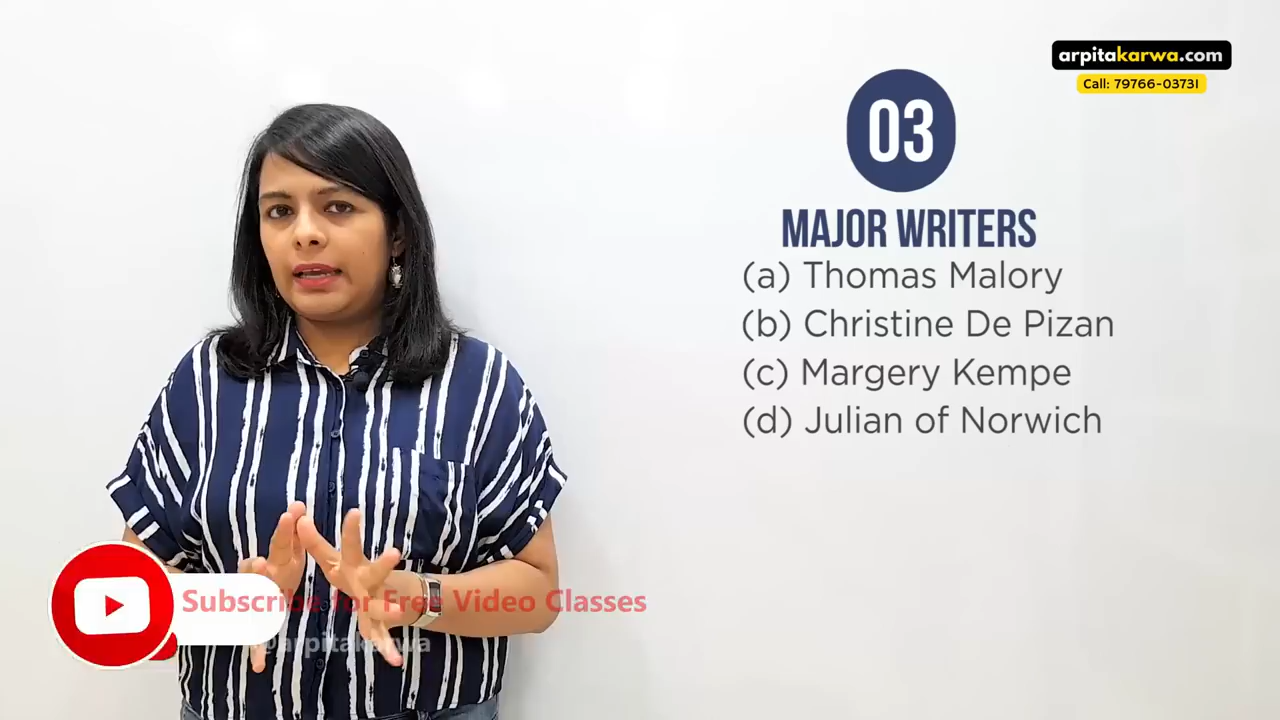 arpitakarwa.com
Call: 79766-03731
03
MAJOR WRITERS
(a) Thomas Malory
(b) Christine De Pizan
(c) Margery Kempe
(d) Julian of Norwich
Subscribe for Free Video Classes
@arpitakarwa